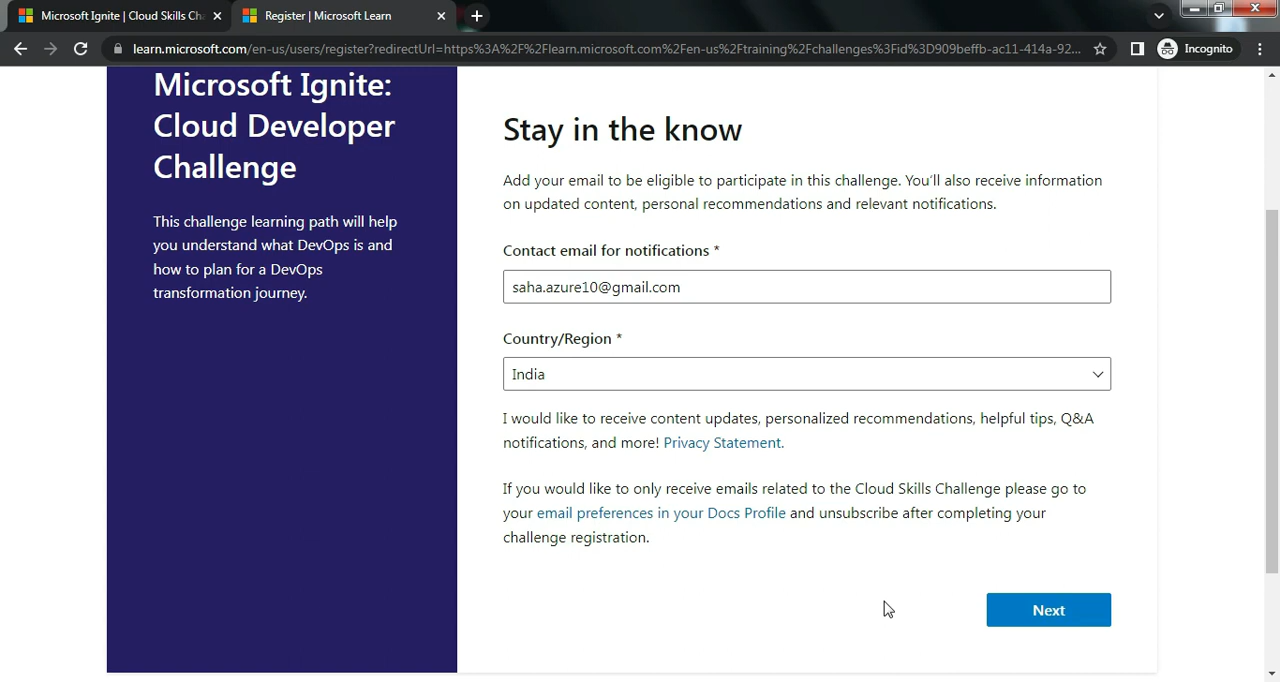 Microsoft Ignite | Cloud Skills Cha
Register | Microsoft Learn
learn.microsoft.com/en-us/users/register?redirectUrl=https%3A%2F%2Flearn.microsoft.com%2Fen-us%2Ftraining%2Fchallenges%3Fid%3D909beffb-ac11-414a-92...
Incognito
Microsoft Ignite:
Cloud Developer
Challenge
This challenge learning path will help
you understand what DevOps is and
how to plan for a DevOps
transformation journey.
Stay in the know
Add your email to be eligible to participate in this challenge. You'll also receive information
on updated content, personal recommendations and relevant notifications.
Contact email for notifications *
saha.azure10@gmail.com
Country/Region *
India
I would like to receive content updates, personalized recommendations, helpful tips, Q&A
notifications, and more! Privacy Statement.
If you would like to only receive emails related to the Cloud Skills Challenge please go to
your email preferences in your Docs Profile and unsubscribe after completing your
challenge registration.
Next